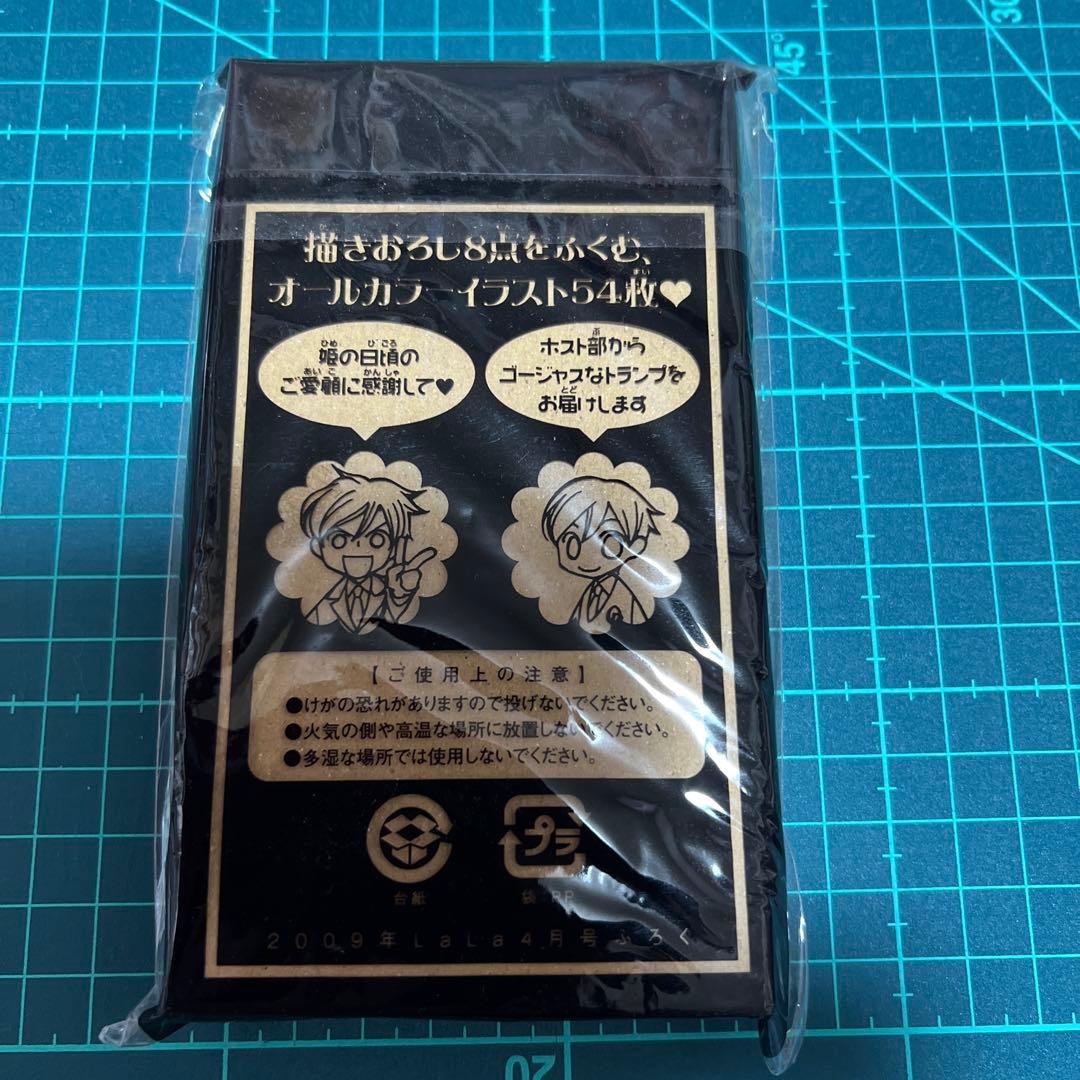 描きおろし8点をふくむ、
オールカラーイラスト54枚♥
姫の日頃の
ご愛顧に感謝して♥
ホスト部から
ゴージャスなトランプを
お届けします
【ご使用上の注意】
●けがの恐れがありますので投げないでください。
●火気の側や高温な場所に放置しないでください。
●多湿な場所では使用しないでください。
プラ
台紙
袋:PP
2009年LaLa4月号ふろく
45°
30
20